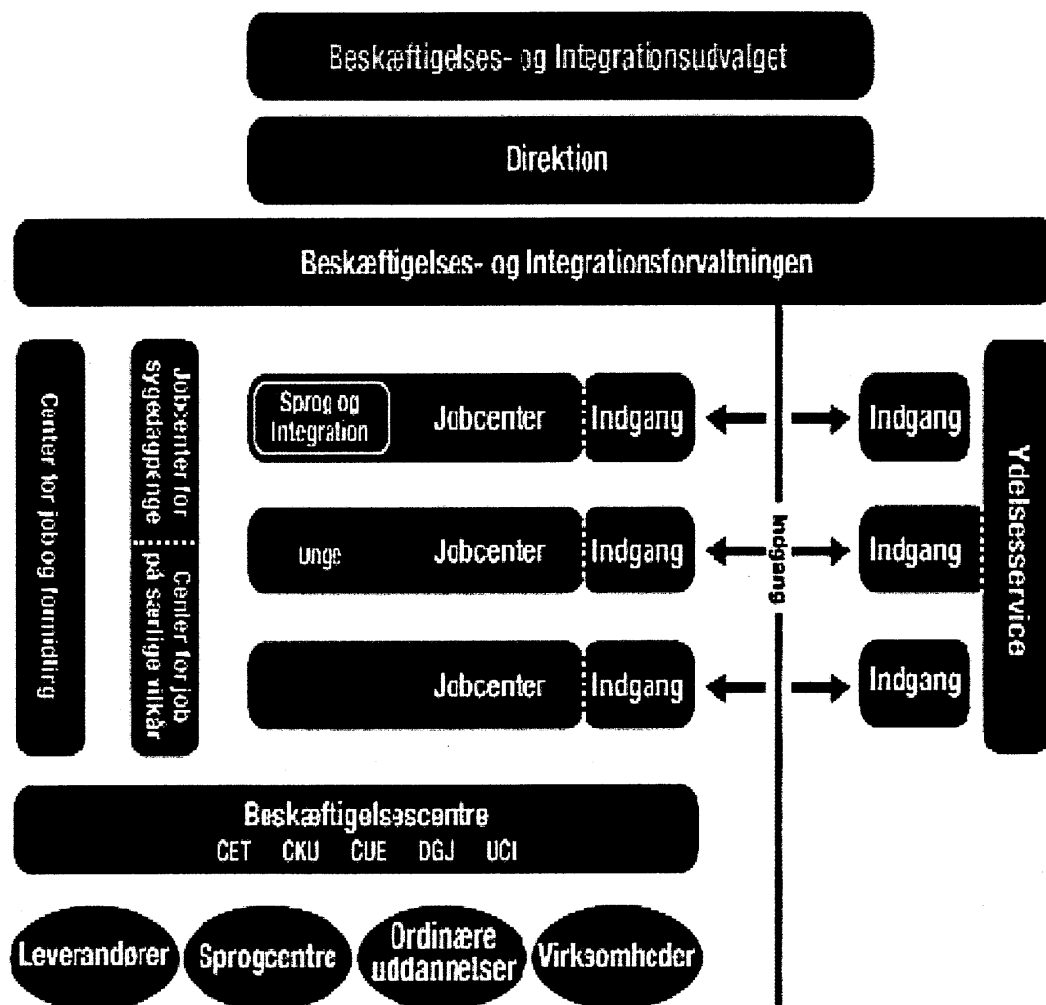 Beskæftigelses- og Integrationsudvalget
Direktion
Beskæftigelses- og Integrationsforvaltningen
Center for job og formidling
Jobcenter for
sygedagpenge
Center for job
på særlige vilkår
Sprog og
Integration
Jobcenter
Indgang
Indgang
Unge
Jobcenter
Indgang
Indgang
Indgang
Jobcenter
Indgang
Indgang
Ydelsesservice
Beskæftigelsescentre
CET CKU CUE DGJ UCI
Leverandører
Sprogcentre
Ordinære
uddannelser
Virksomheder